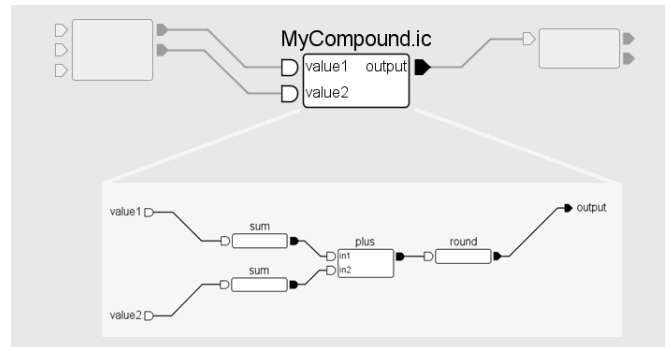 MyCompound.ic
value1 output
value2
value1
output
sum
plus
round
in1
sum
in2
value2